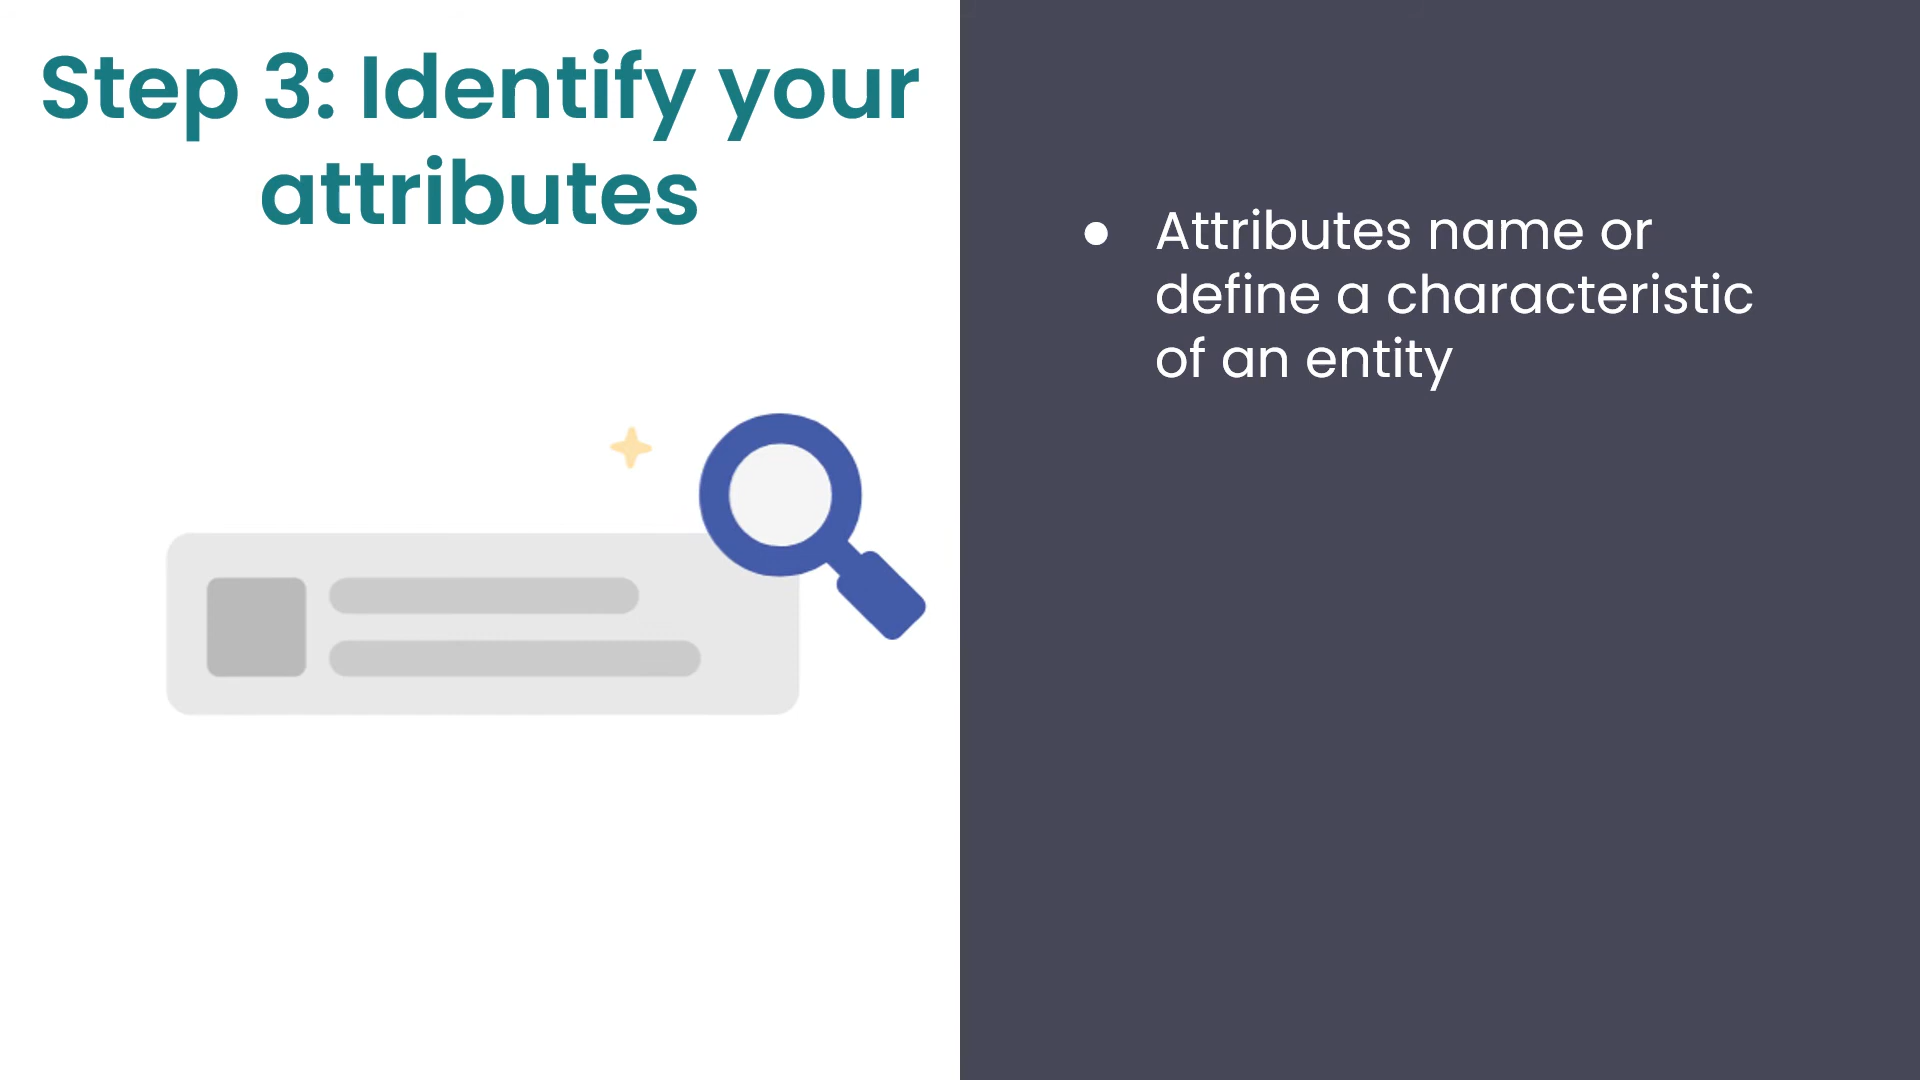 Step 3: Identify your
attributes
● Attributes name or
define a characteristic
of an entity